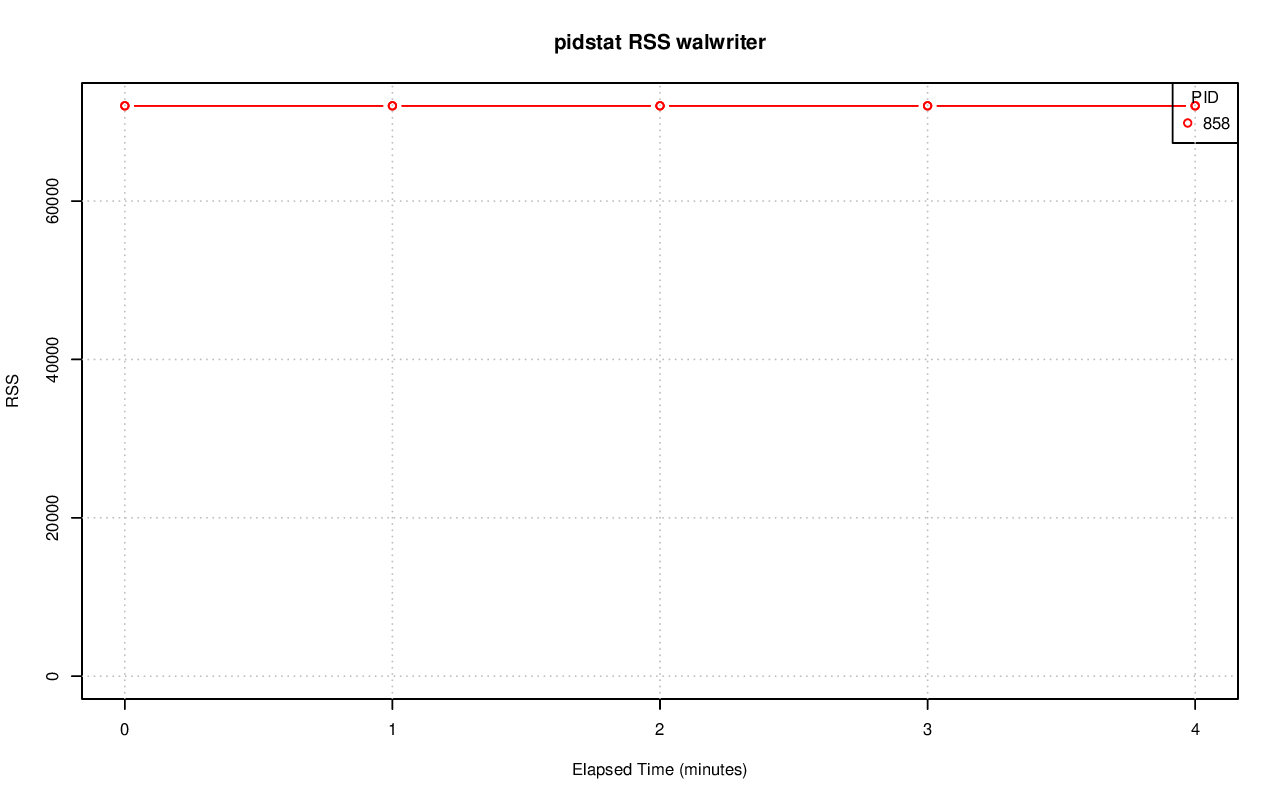 pidstat RSS walwriter
PID
858
60000
40000
20000
0
RSS
0 1 2 3 4
Elapsed Time (minutes)